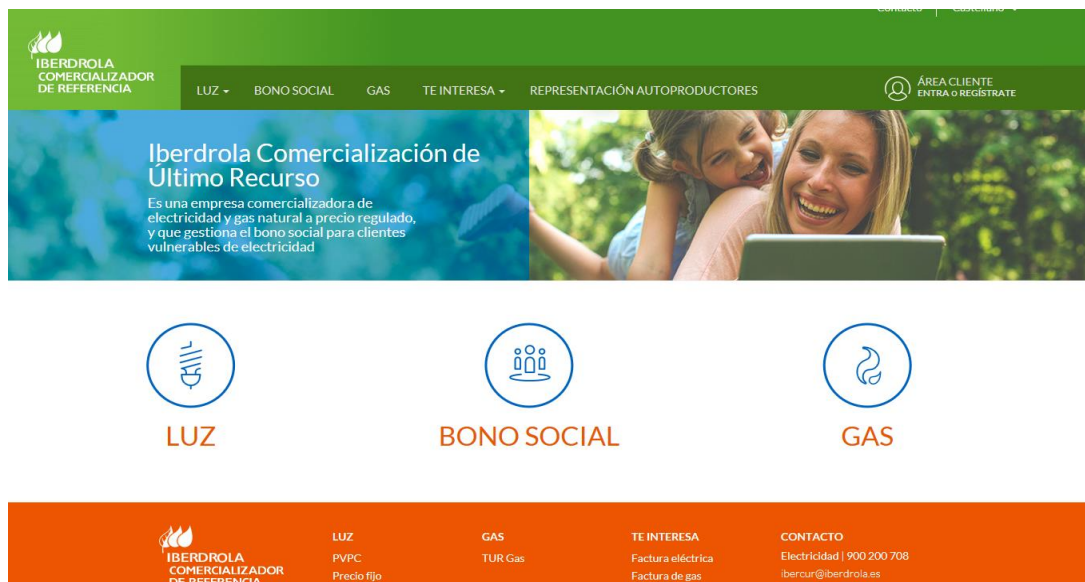 Contacto
Castellano
IBERDROLA
COMERCIALIZADOR
DE REFERENCIA
LUZ
BONO SOCIAL
GAS
TE INTERESA
REPRESENTACIÓN AUTOPRODUCTORES
ÁREA CLIENTE
ENTRA O REGÍSTRATE
Iberdrola Comercialización de
Último Recurso
Es una empresa comercializadora de
electricidad y gas natural a precio regulado,
y que gestiona el bono social para clientes
vulnerables de electricidad
LUZ
BONO SOCIAL
GAS
IBERDROLA
COMERCIALIZADOR
DE REFERENCIA
LUZ
PVPC
Precio fijo
GAS
TUR Gas
TE INTERESA
Factura eléctrica
Factura de gas
CONTACTO
Electricidad | 900 200 708
ibercur@iberdrola.es